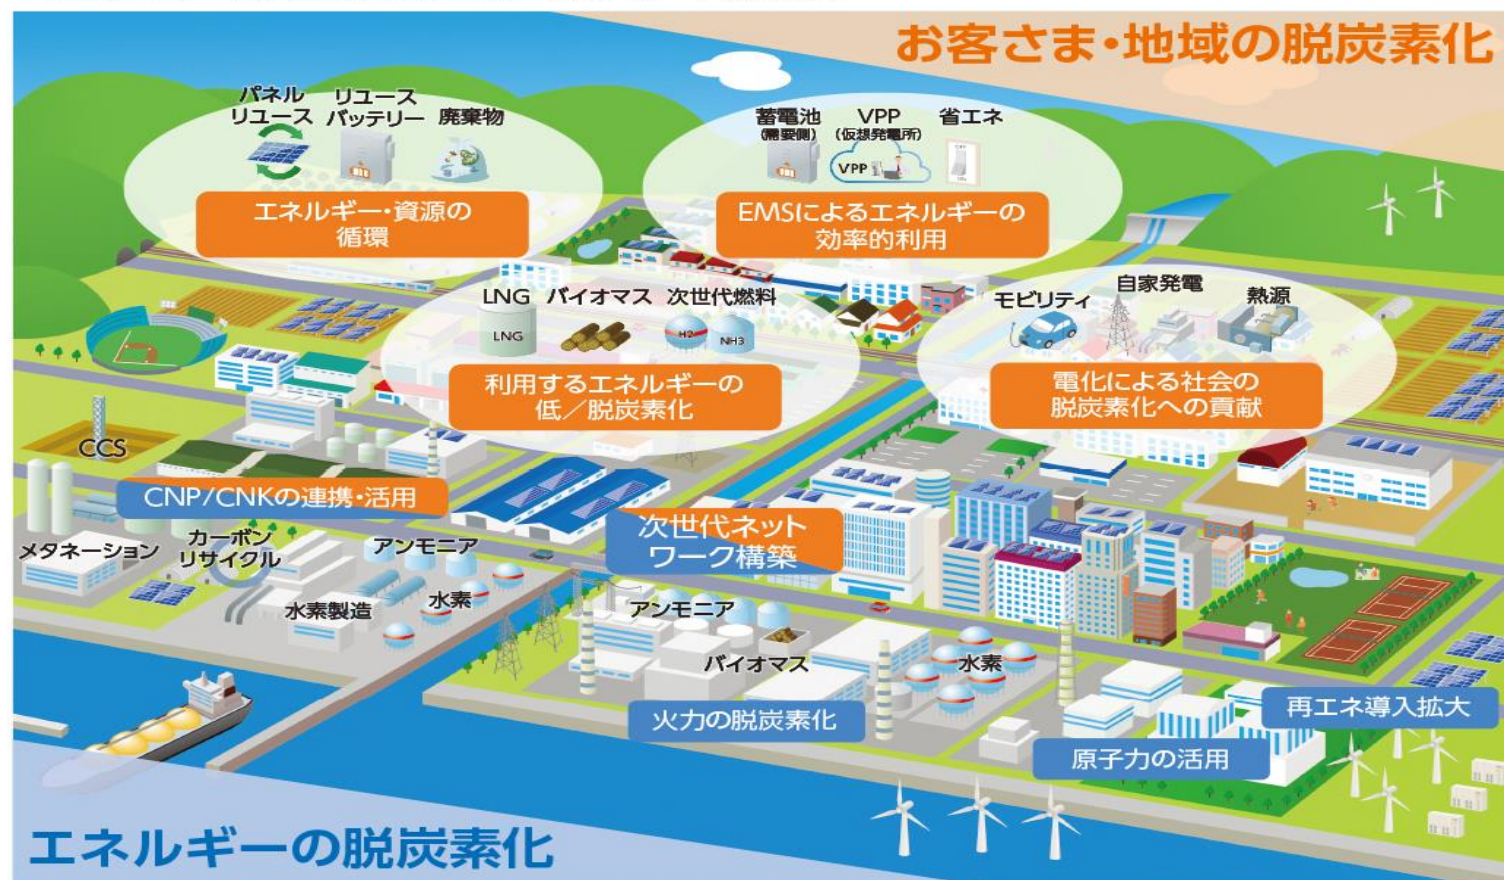 お客さま・地域の脱炭素化
パネル
リユース
リユース
バッテリー
廃棄物
エネルギー・資源の
循環
蓄電池
(需要側)
VPP
(仮想発電所)
VPP
省エネ
EMSによるエネルギーの
効率的利用
LNG
LNG
バイオマス
次世代燃料
H2
NH3
利用するエネルギーの
低／脱炭素化
モビリティ
自家発電
熱源
電化による社会の
脱炭素化への貢献
CCS
CNP/CNKの連携・活用
メタネーション
カーボン
リサイクル
アンモニア
水素製造
水素
次世代ネット
ワーク構築
アンモニア
バイオマス
水素
火力の脱炭素化
原子力の活用
再エネ導入拡大
エネルギーの脱炭素化